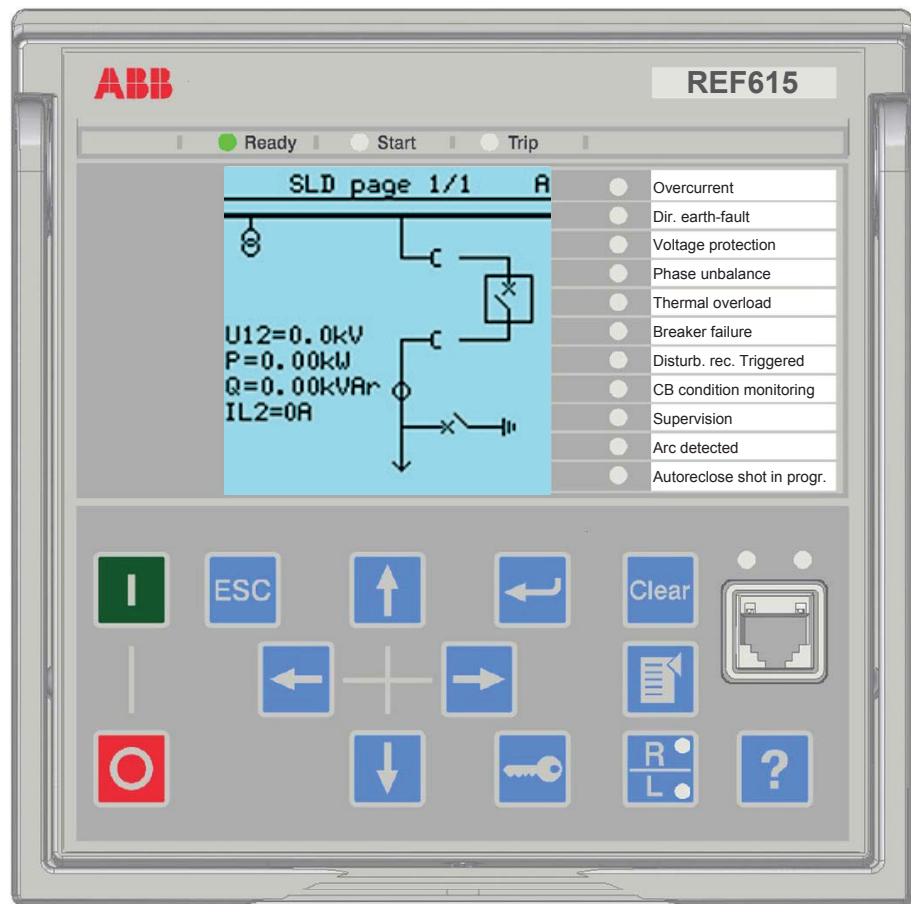 ABB
REF615
Ready Start Trip
SLD page 1/1 A
U12=0.0kV
P=0.00kW
Q=0.00kVAr
IL2=0A
Overcurrent
Dir. earth-fault
Voltage protection
Phase unbalance
Thermal overload
Breaker failure
Disturb. rec. Triggered
CB condition monitoring
Supervision
Arc detected
Autoreclose shot in progr.
I
ESC
Clear
O
R
L
?